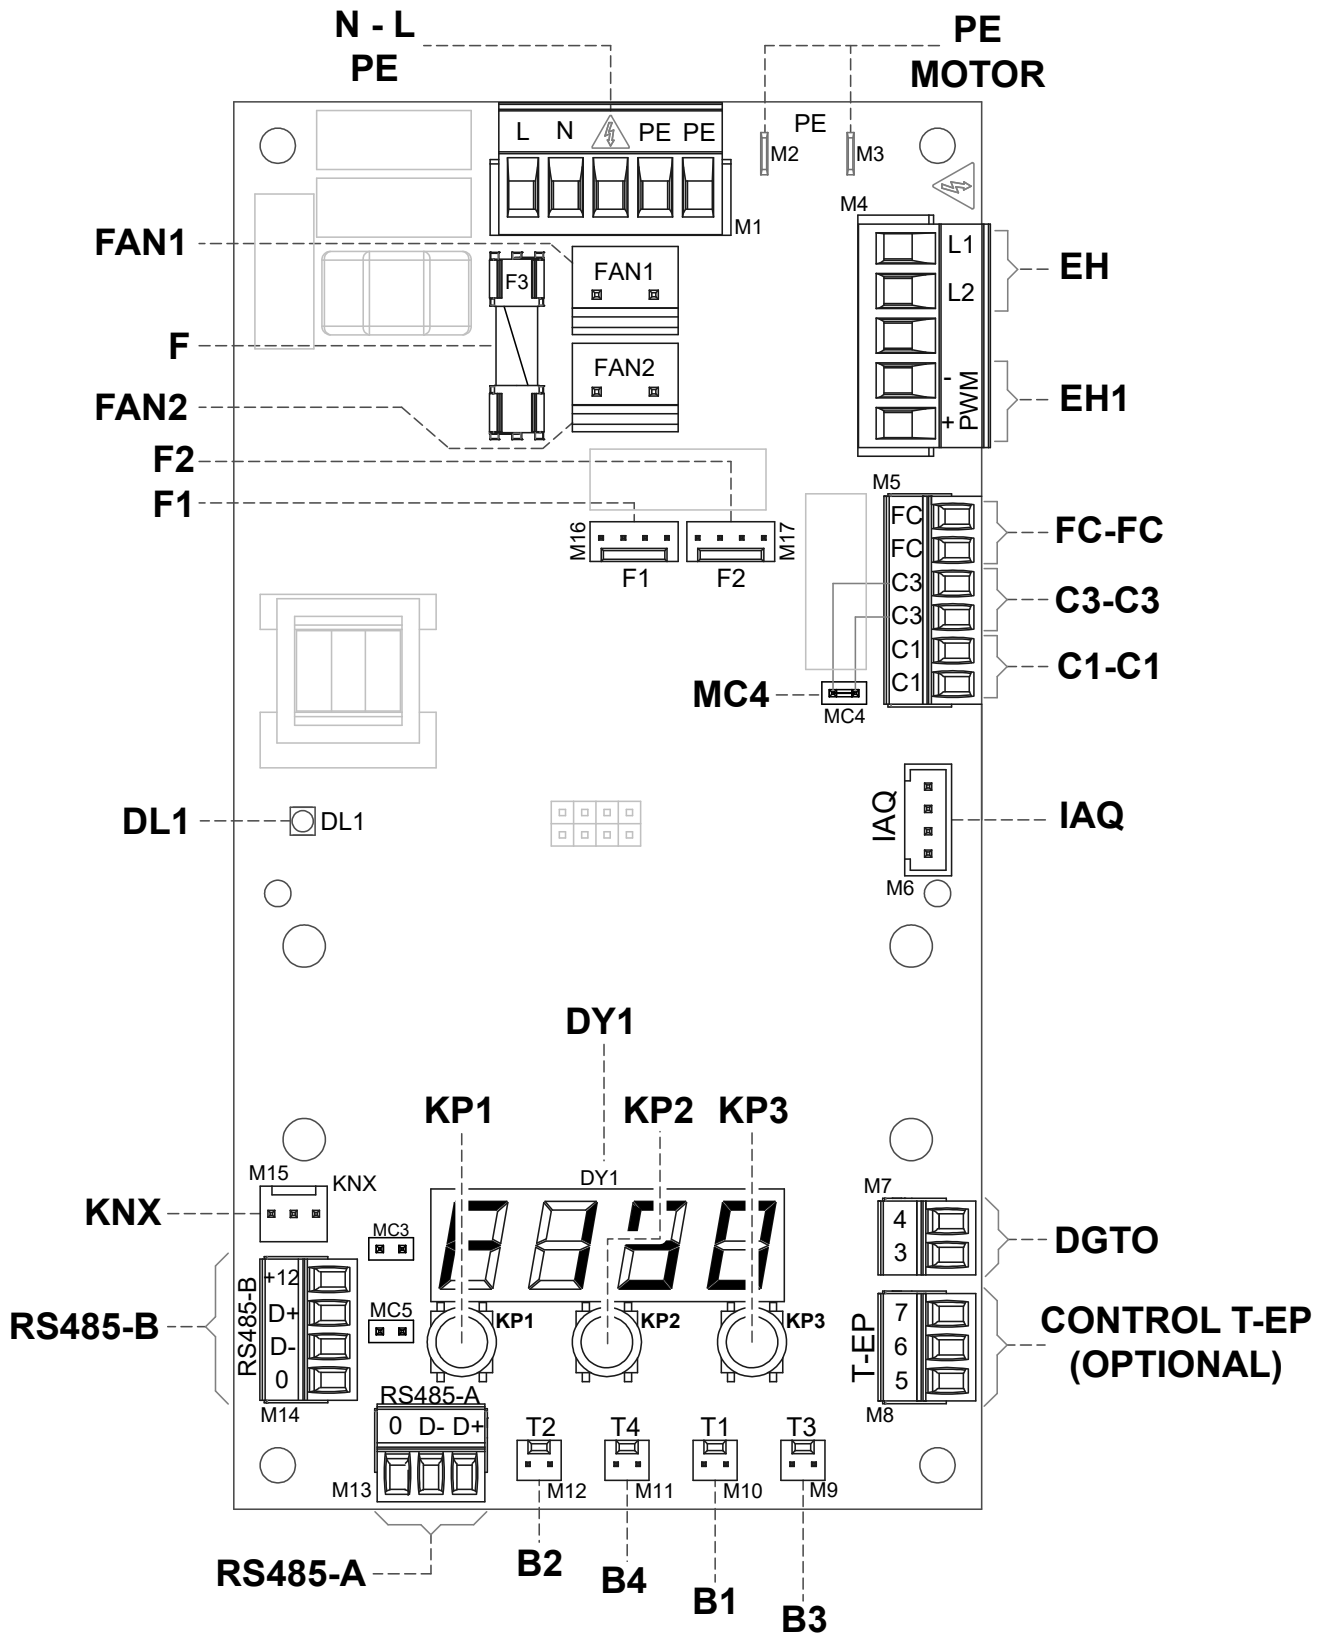 N - L
PE
PE
MOTOR
L N PE PE
PE
M2
M3
M1
M4
FAN1
FAN1
F3
L1
L2
EH
F
FAN2
-
+
PWM
EH1
FAN2
F2
F1
M16
M17
F1
F2
M5
FC
FC
C3
C3
C1
C1
FC-FC
C3-C3
C1-C1
MC4
MC4
DL1
DL1
IAQ
IAQ
M6
DY1
KP1
KP2
KP3
DY1
M15
KNX
KNX
MC3
F 1 5 0
M7
4
3
DGTO
RS485-B
RS485-B
+12
D+
D-
0
M14
MC5
KP1
KP2
KP3
T-EP
7
6
5
M8
CONTROL T-EP
(OPTIONAL)
RS485-A
0 D- D+
M13
T2
T4
T1
T3
M12
M11
M10
M9
RS485-A
B2
B4
B1
B3